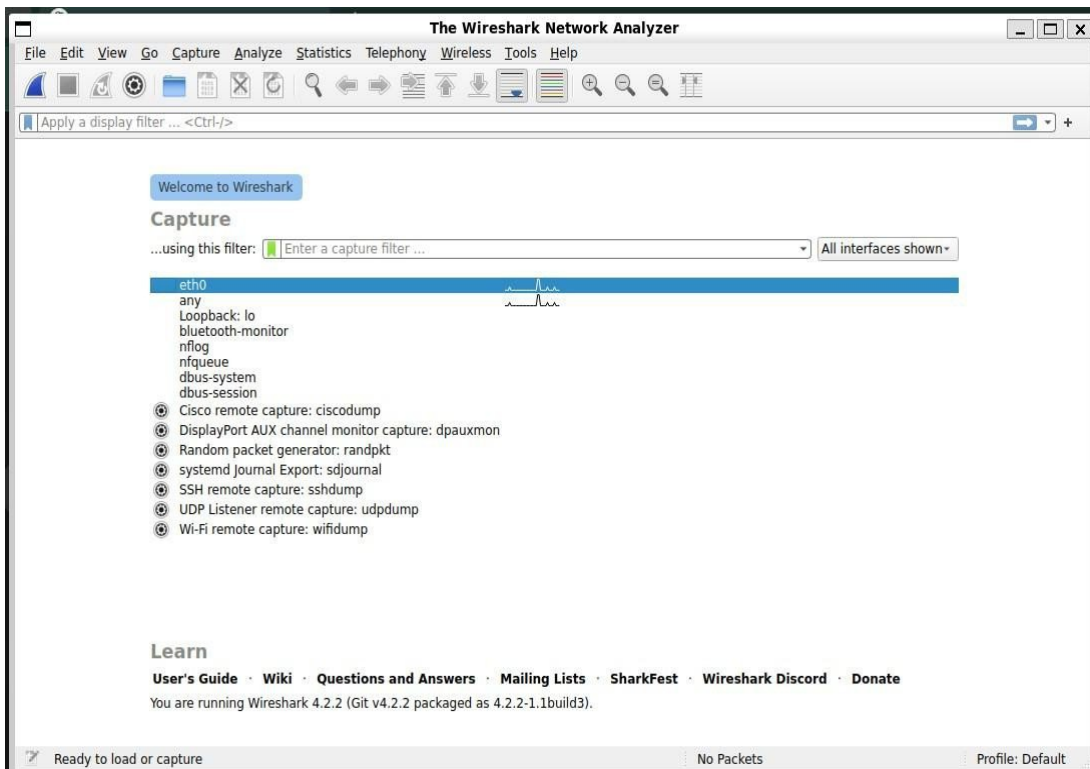 The Wireshark Network Analyzer
File Edit View Go Capture Analyze Statistics Telephony Wireless Tools Help
Apply a display filter ... <Ctrl-/>
Welcome to Wireshark
Capture
...using this filter: Enter a capture filter ... All interfaces shown
eth0
any
Loopback: lo
bluetooth-monitor
nflog
nfqueue
dbus-system
dbus-session
Cisco remote capture: ciscodump
DisplayPort AUX channel monitor capture: dpauxmon
Random packet generator: randpkt
systemd Journal Export: sdjournal
SSH remote capture: sshdump
UDP Listener remote capture: udpdump
Wi-Fi remote capture: wifidump
Learn
User's Guide · Wiki · Questions and Answers · Mailing Lists · SharkFest · Wireshark Discord · Donate
You are running Wireshark 4.2.2 (Git v4.2.2 packaged as 4.2.2-1.1build3).
Ready to load or capture No Packets Profile: Default